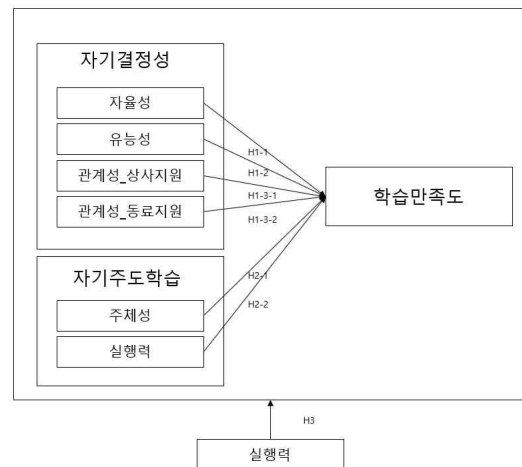 자기결정성
자율성
유능성
관계성_상사지원
관계성_동료지원
H1-1
H1-2
H1-3-1
H1-3-2
학습만족도
자기주도학습
주체성
실행력
H2-1
H2-2
H3
실행력